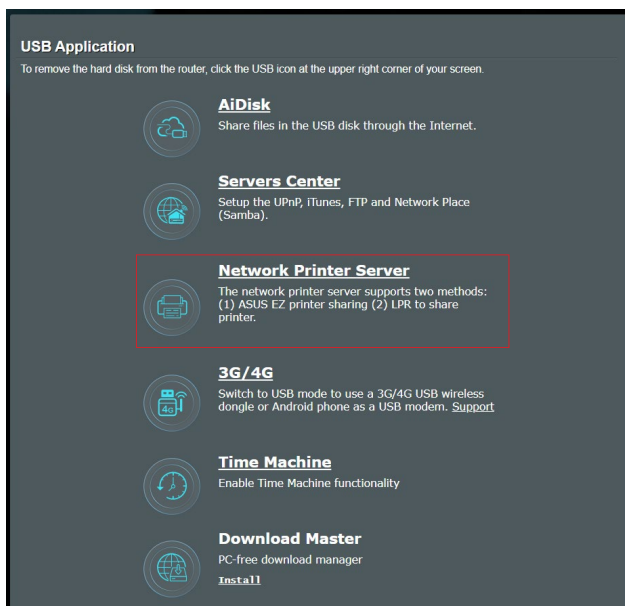 USB Application
To remove the hard disk from the router, click the USB icon at the upper right corner of your screen.
AiDisk
Share files in the USB disk through the Internet.
Servers Center
Setup the UPnP, iTunes, FTP and Network Place
(Samba).
Network Printer Server
The network printer server supports two methods:
(1) ASUS EZ printer sharing (2) LPR to share
printer.
3G/4G
4G
Switch to USB mode to use a 3G/4G USB wireless
dongle or Android phone as a USB modem. Support
Time Machine
Enable Time Machine functionality
Download Master
PC-free download manager
Install